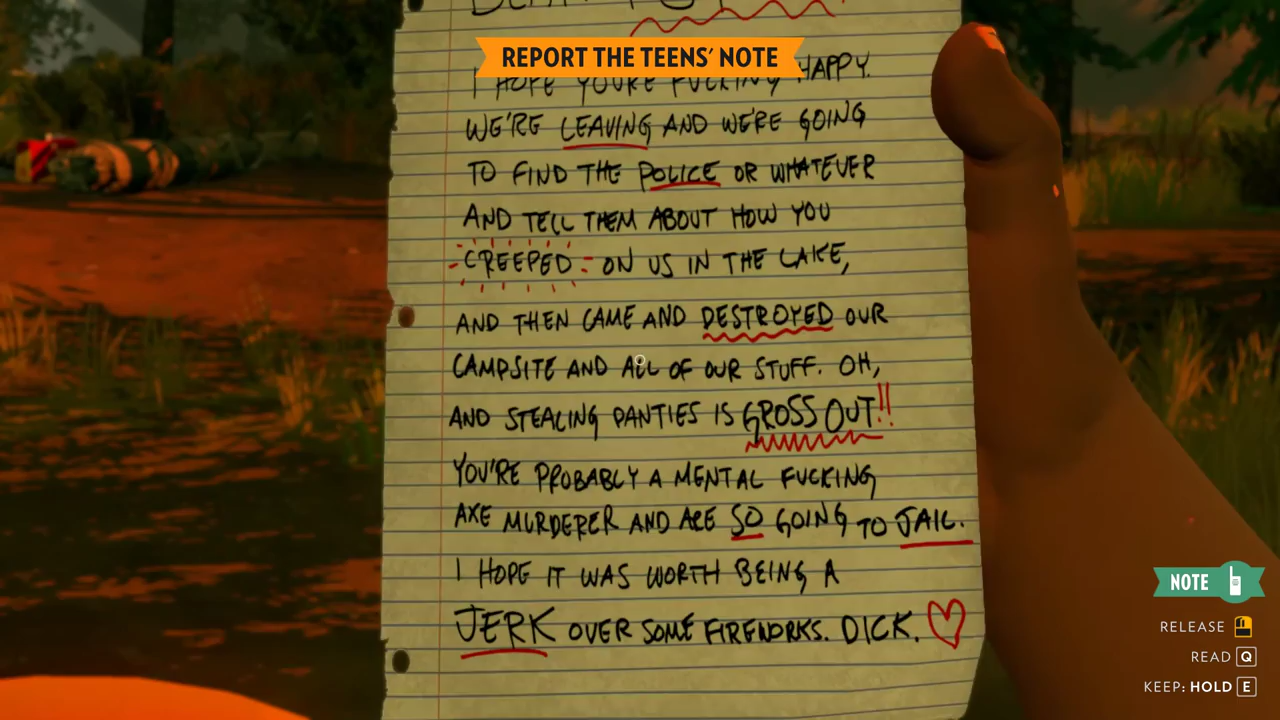 REPORT THE TEENS' NOTE
I HOPE YOU'RE FUCKING HAPPY.
WE'RE LEAVING AND WE'RE GOING
TO FIND THE POLICE OR WHATEVER
AND TELL THEM ABOUT HOW YOU
CREEPED ON US IN THE LAKE,
AND THEN CAME AND DESTROYED OUR
CAMPSITE AND ALL OF OUR STUFF. OH,
AND STEALING PANTIES IS GROSS OUT!!
YOU'RE PROBABLY A MENTAL FUCKING
AXE MURDERER AND ARE SO GOING TO JAIL.
I HOPE IT WAS WORTH BEING A
JERK OVER SOME FIREWORKS. DICK.
NOTE
RELEASE
READ Q
KEEP: HOLD E